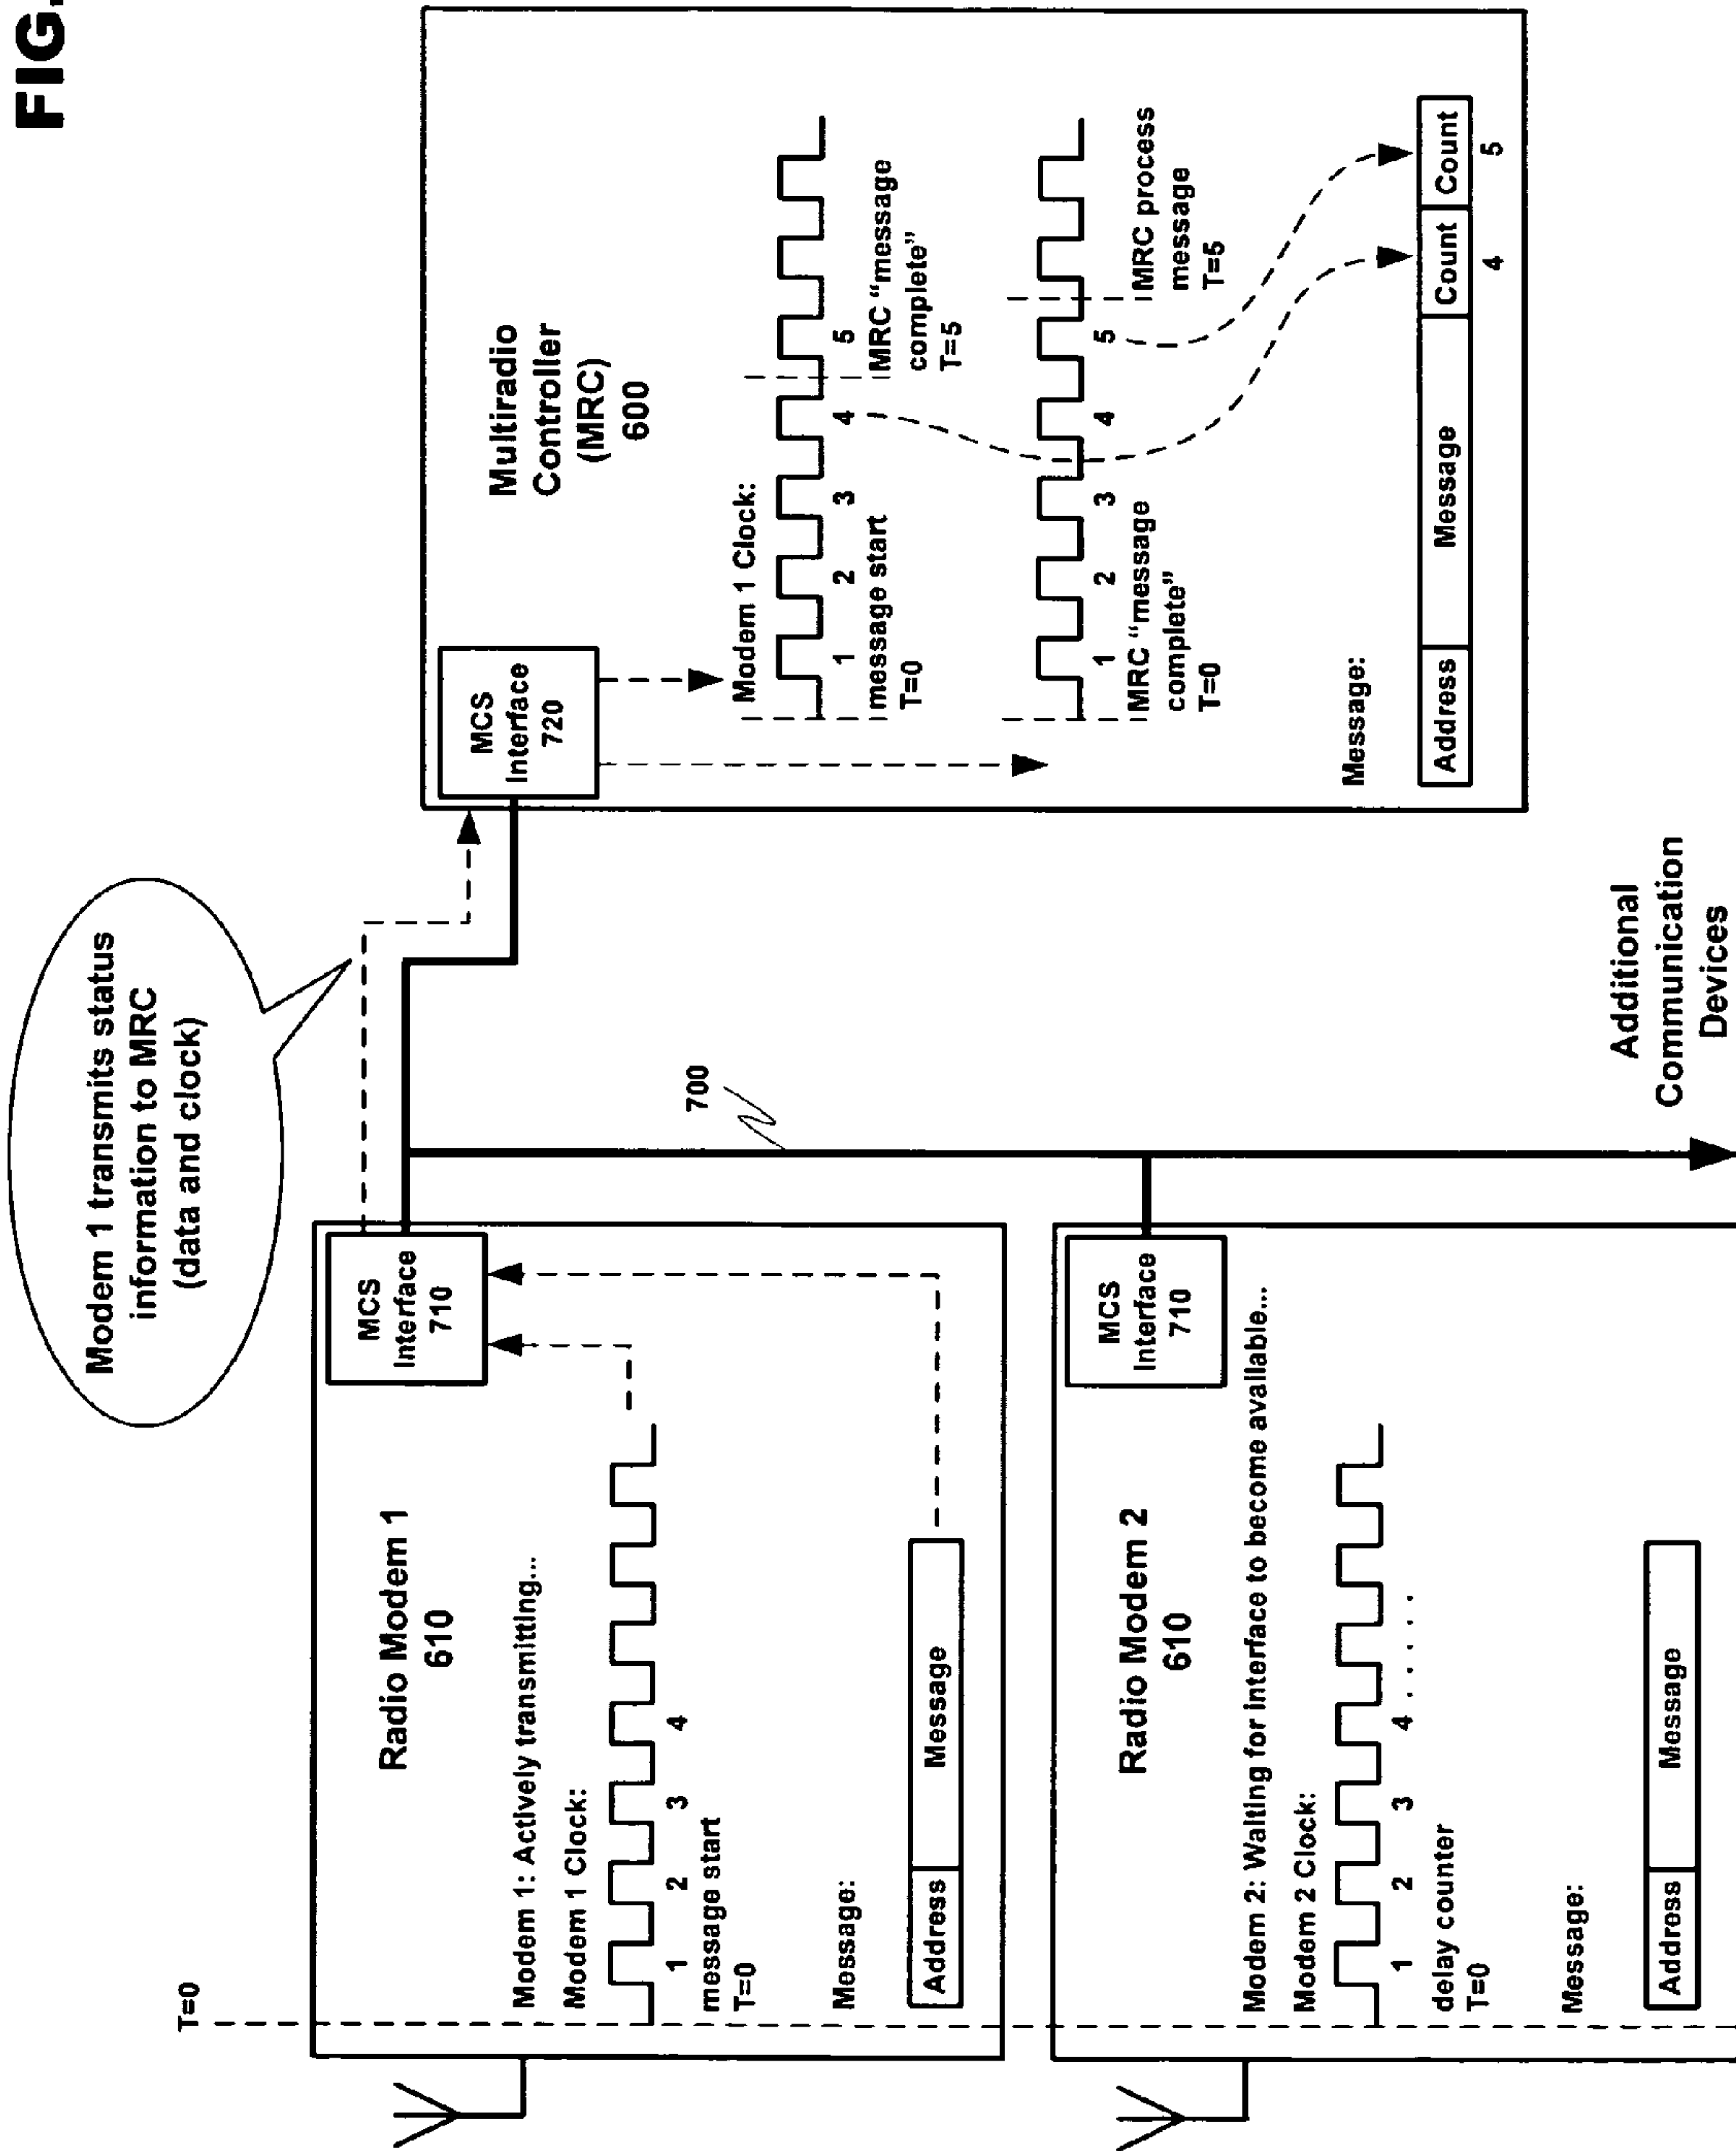 FIG.
Modem 1 transmits status
information to MRC
(data and clock)
T=0
Radio Modem 1
610
MCS
Interface
710
Modem 1: Actively transmitting...
Modem 1 Clock:
1 2 3 4
message start
T=0
Message:
Address Message
700
Radio Modem 2
610
MCS
Interface
710
Modem 2: Waiting for interface to become available...
Modem 2 Clock:
1 2 3 4 . . . . . .
delay counter
T=0
Message:
Address Message
Additional
Communication
Devices
MCS
Interface
720
Multiradio
Controller
(MRC)
600
Modem 1 Clock:
1 2 3 4 5
message start
T=0
MRC “message
complete”
T=5
1 2 3 4 5
MRC “message
complete”
T=0
MRC process
message
T=5
Message:
Address Message Count Count
4 5